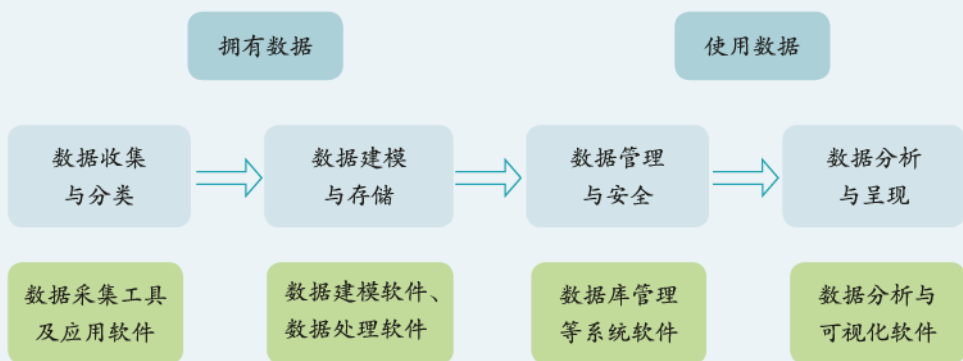 拥有数据
使用数据
数据收集
与分类
数据建模
与存储
数据管理
与安全
数据分析
与呈现
数据采集工具
及应用软件
数据建模软件、
数据处理软件
数据库管理
等系统软件
数据分析与
可视化软件